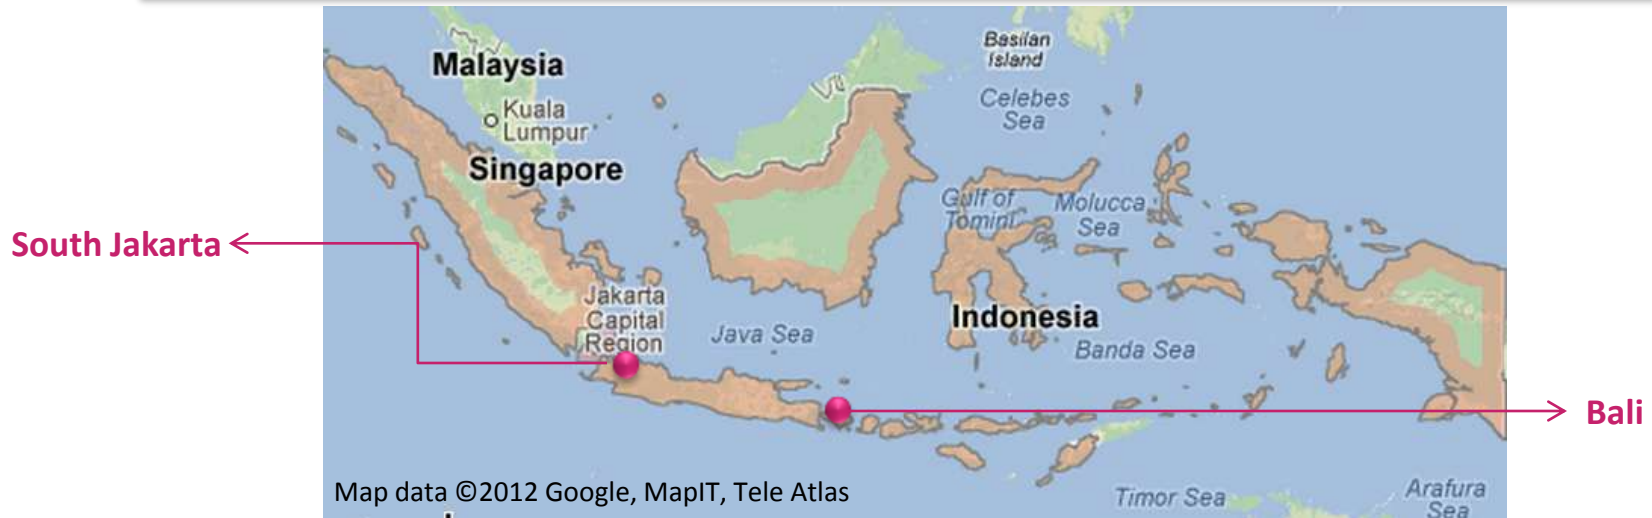 Malaysia
Kuala
Lumpur
Singapore
Basilan
Island
Celebes
Sea
Gulf of
Tomini
Molucca
Sea
South Jakarta
Jakarta
Capital
Region
Java Sea
Indonesia
Banda Sea
Bali
Map data ©2012 Google, MapIT, Tele Atlas
Timor Sea
Arafura
Sea